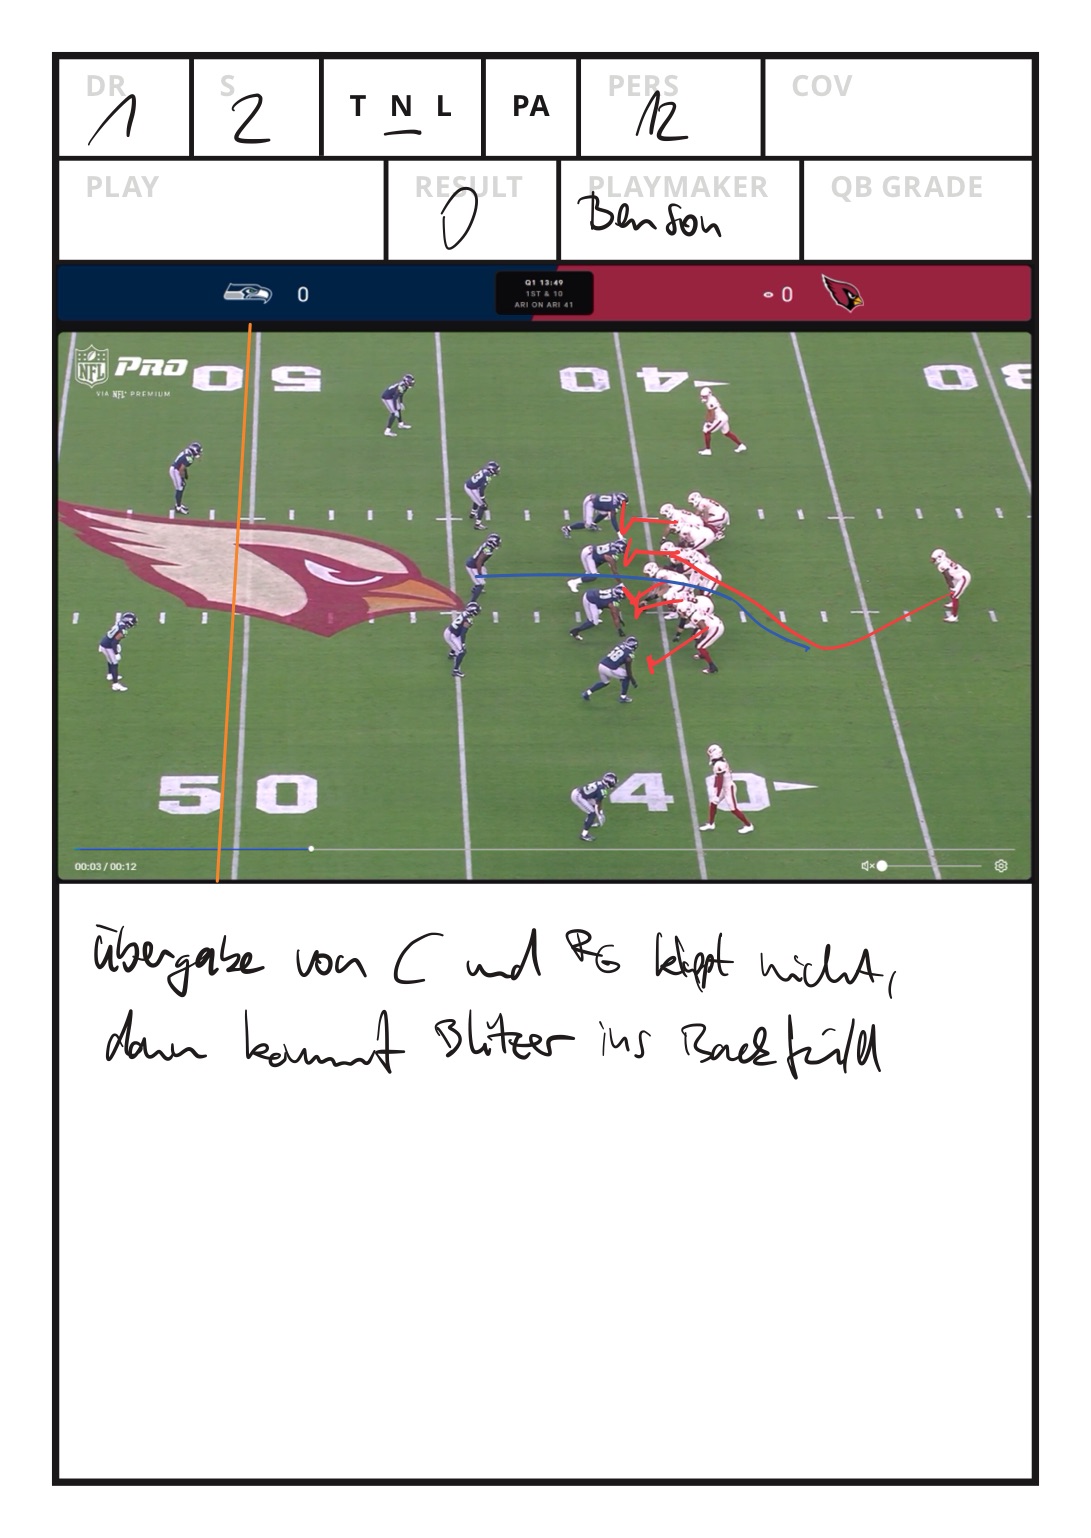 DR 1 S 2 T N L PA PERS 12 COV
PLAY RESULT 0 PLAYMAKER Benson QB GRADE
0 Q1 13:49 0
1ST & 10
ARI ON ARI 41
NFL PRO
VIA NFL+ PREMIUM
50 40 30
50 40
00:03 / 00:12
übergabe von C und RG klappt nicht,
dann kommt Blitzer ins Backfield